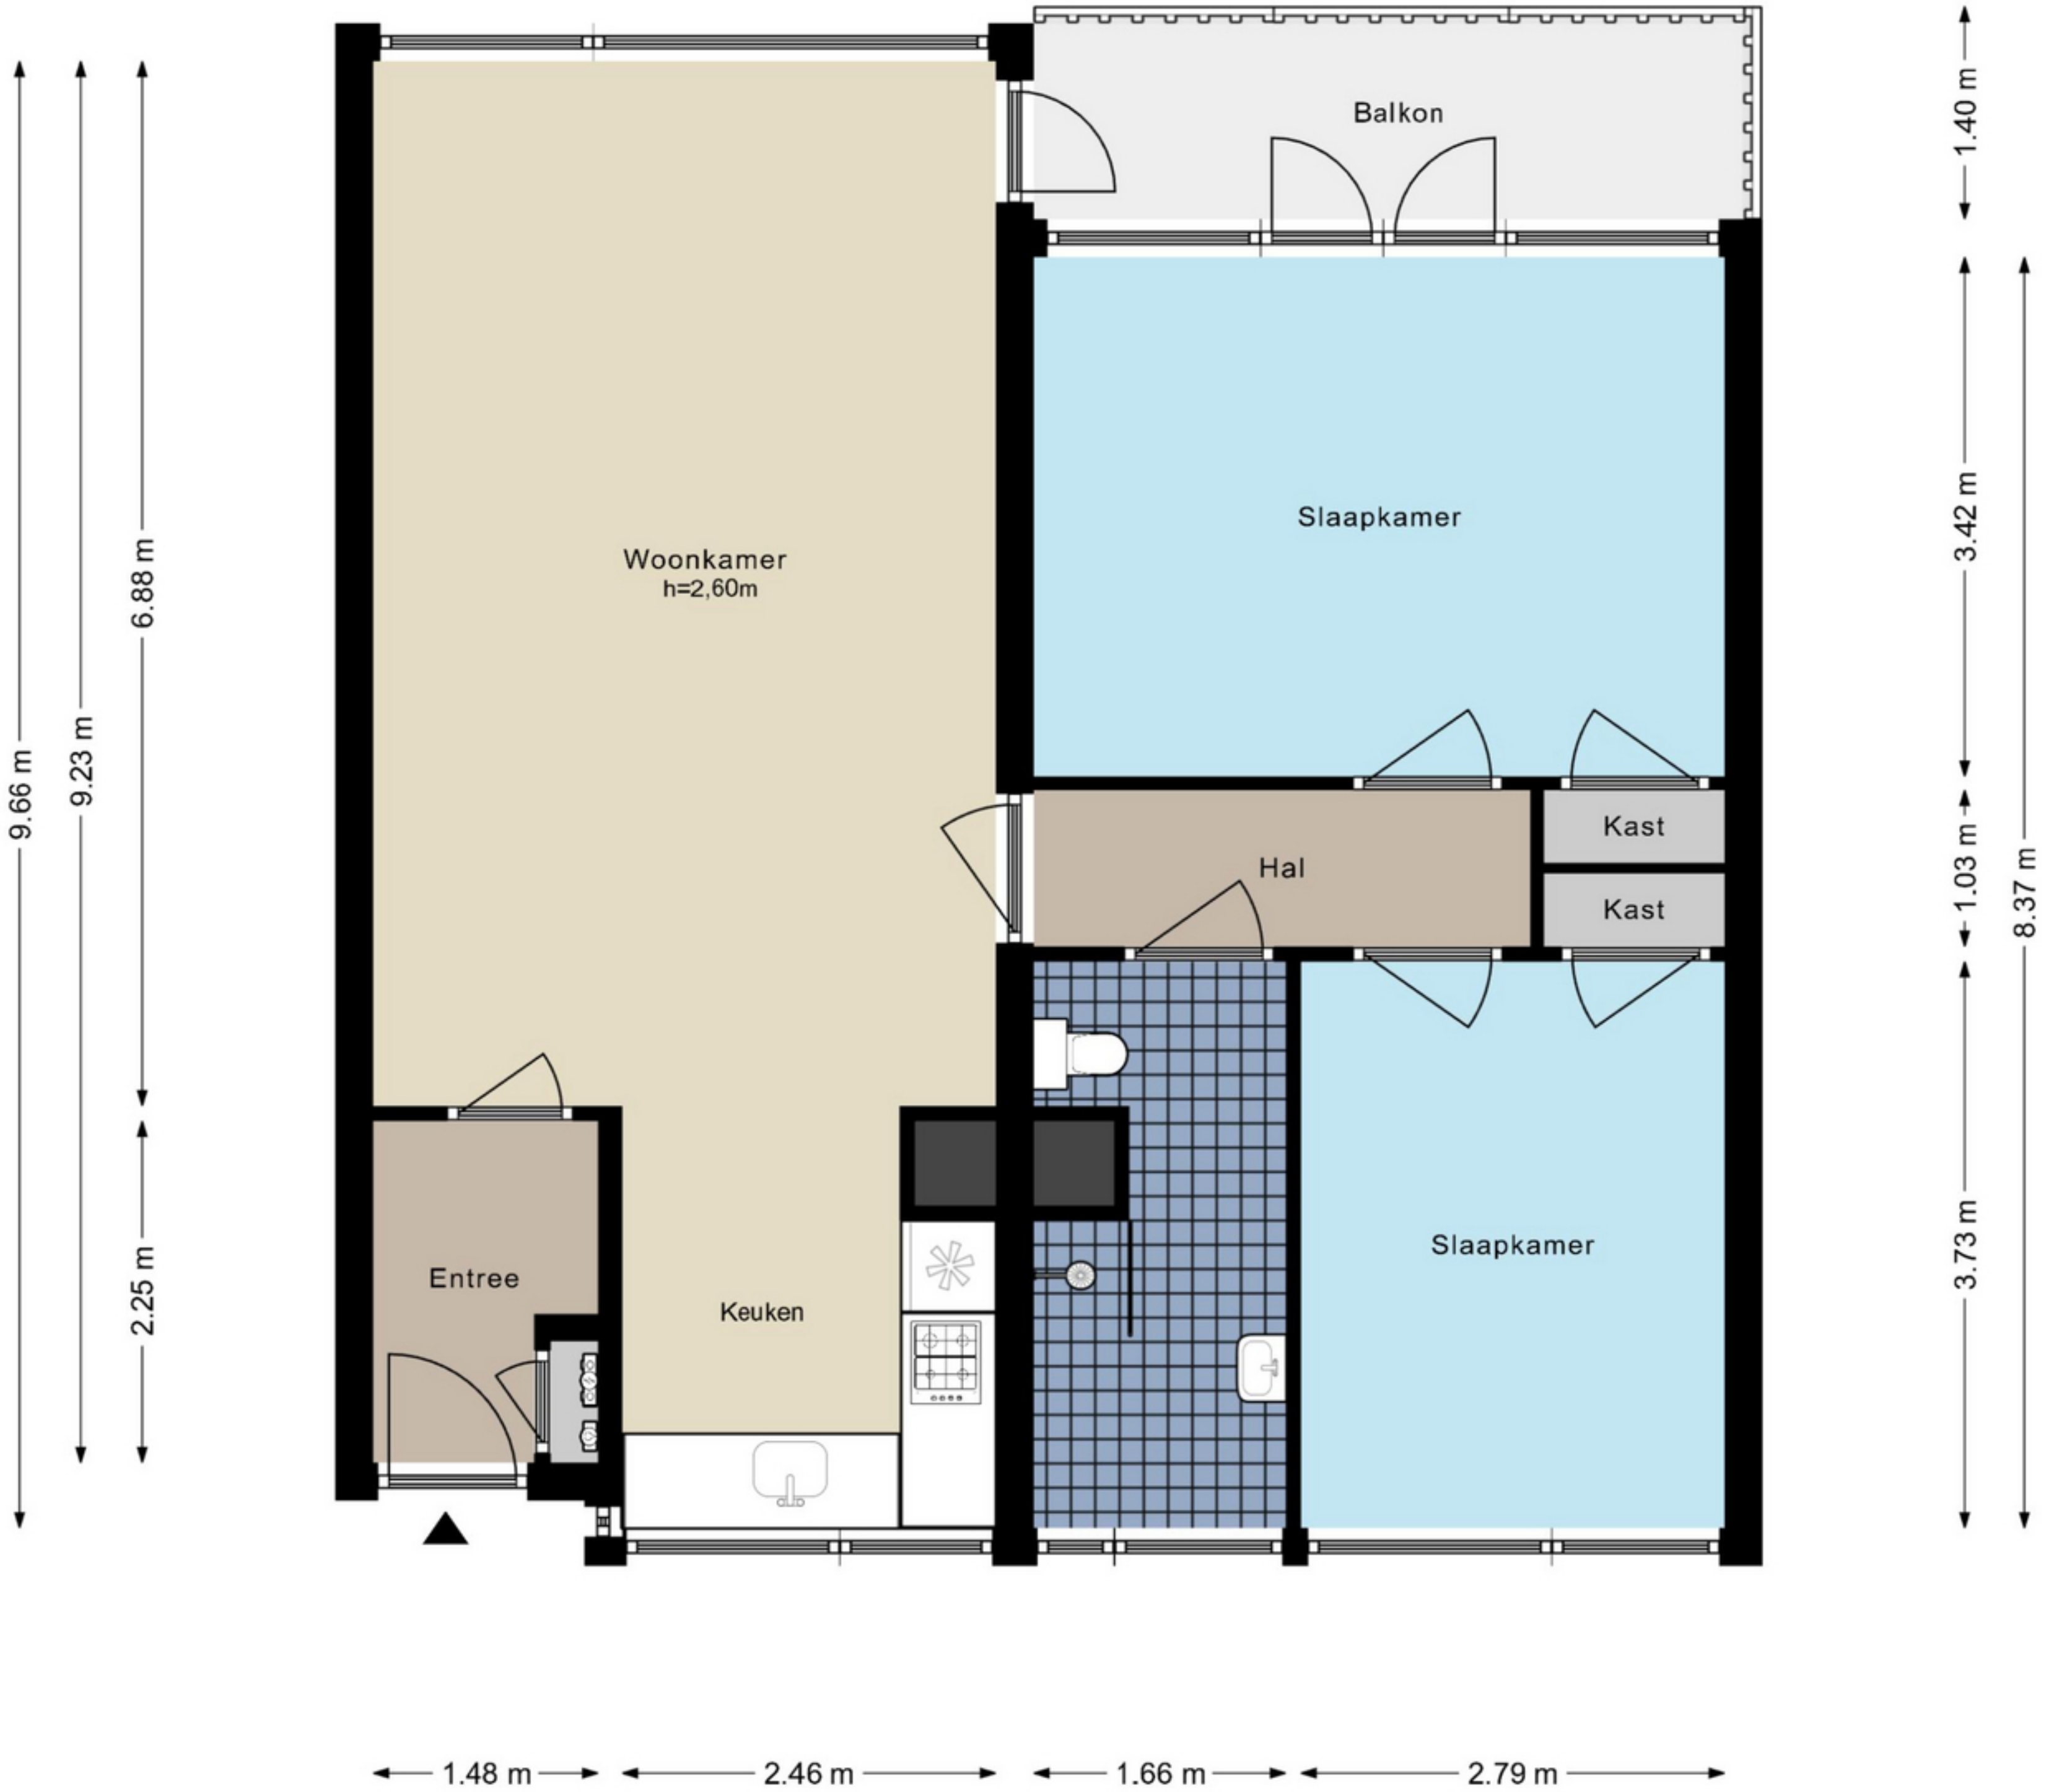 Balkon
1.40 m
Slaapkamer
3.42 m
Woonkamer
h=2,60m
6.88 m
9.23 m
9.66 m
Kast
Hal
Kast
1.03 m
8.37 m
Slaapkamer
3.73 m
Entree
2.25 m
Keuken
1.48 m
2.46 m
1.66 m
2.79 m